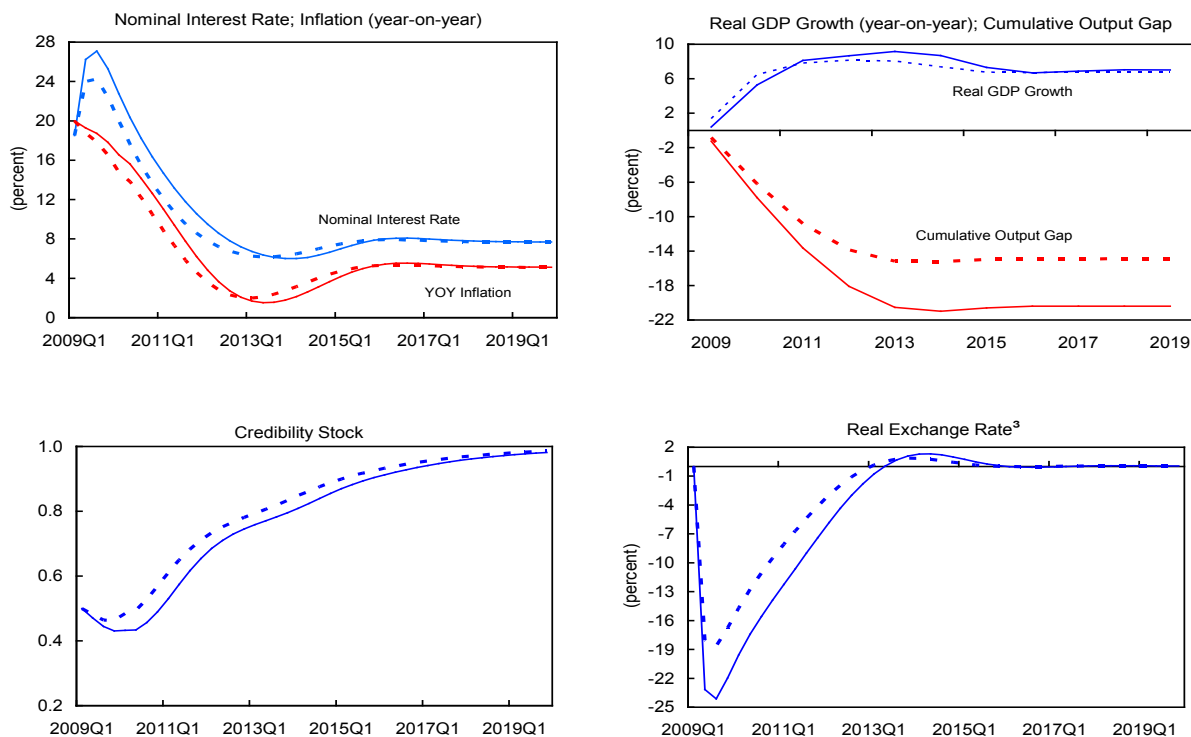 Nominal Interest Rate; Inflation (year-on-year)
28
24
20
16
12
8
4
0
(percent)
Nominal Interest Rate
YOY Inflation
2009Q1 2011Q1 2013Q1 2015Q1 2017Q1 2019Q1
Real GDP Growth (year-on-year); Cumulative Output Gap
10
6
2
-2
-6
-10
-14
-18
-22
(percent)
Real GDP Growth
Cumulative Output Gap
2009 2011 2013 2015 2017 2019
Credibility Stock
1.0
0.8
0.6
0.4
0.2
2009Q1 2011Q1 2013Q1 2015Q1 2017Q1 2019Q1
Real Exchange Rate³
2
-1
-4
-7
-10
-13
-16
-19
-22
-25
(percent)
2009Q1 2011Q1 2013Q1 2015Q1 2017Q1 2019Q1